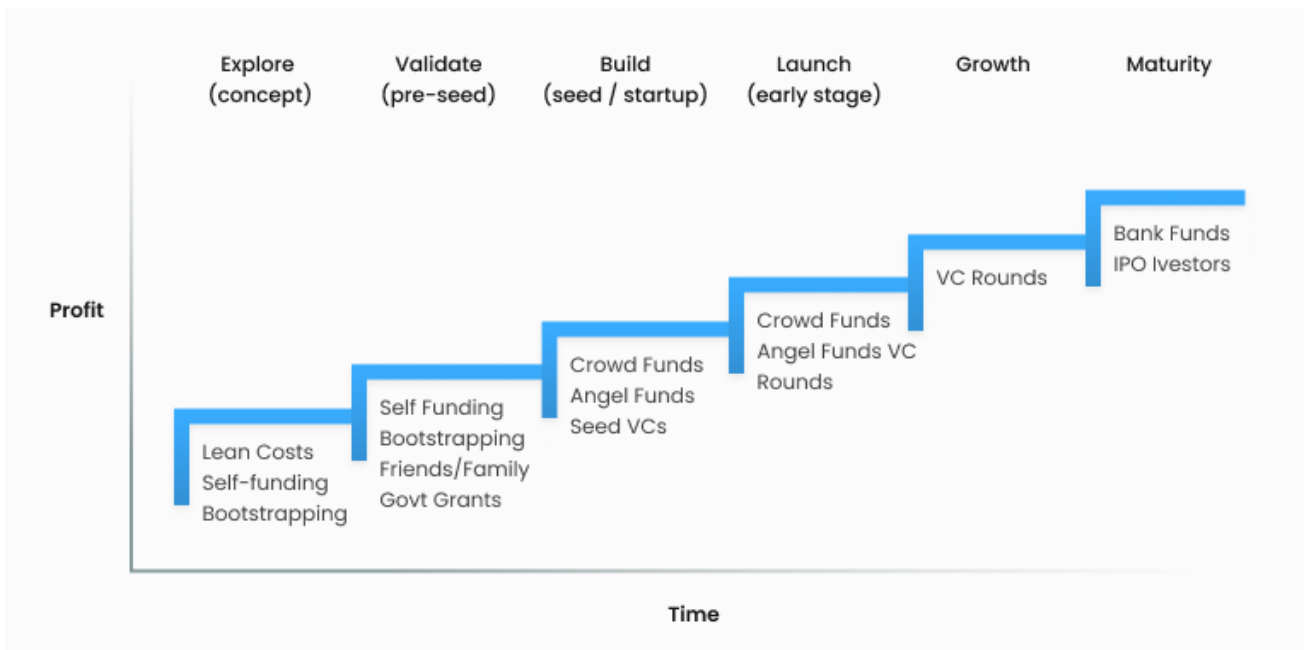 Explore
(concept)
Validate
(pre-seed)
Build
(seed / startup)
Launch
(early stage)
Growth
Maturity
Profit
Lean Costs
Self-funding
Bootstrapping
Self Funding
Bootstrapping
Friends/Family
Govt Grants
Crowd Funds
Angel Funds
Seed VCs
Crowd Funds
Angel Funds VC
Rounds
VC Rounds
Bank Funds
IPO Ivestors
Time